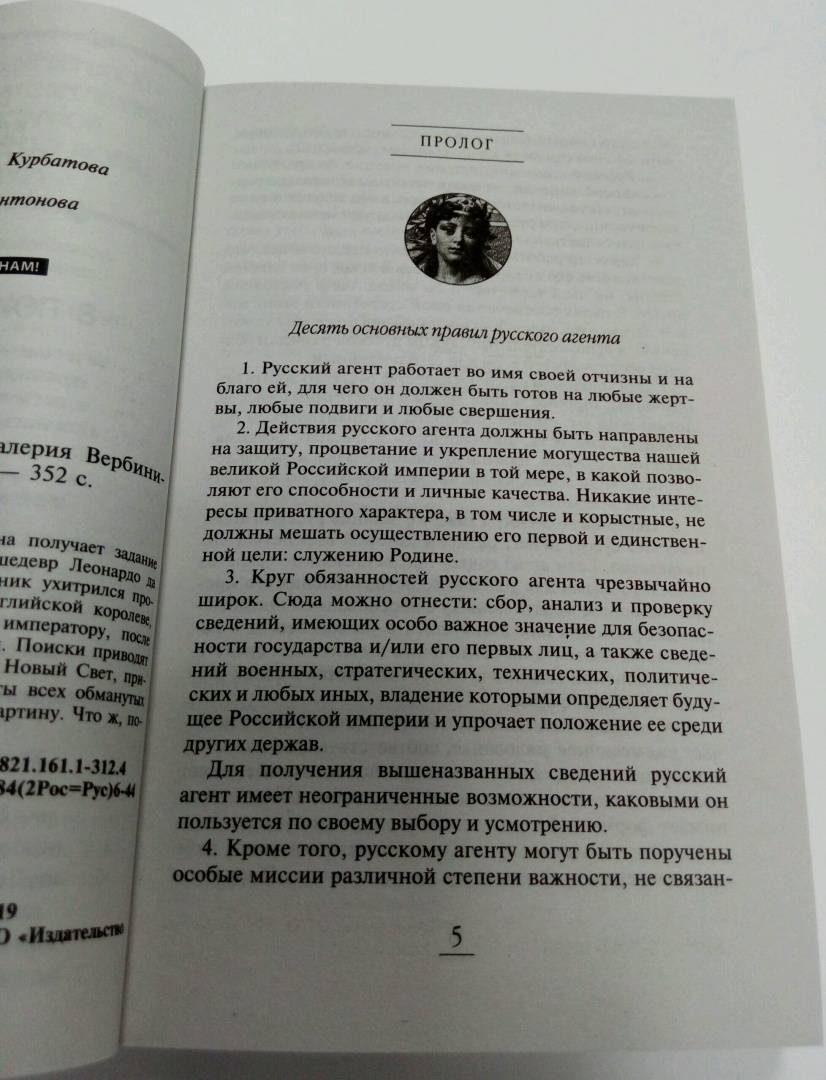 Курбатова
нтонова
НАМ!
алерия Вербини-
— 352 с.
на получает задание
шедевр Леонардо да
ник ухитрился про-
глийской королеве,
императору, после
. Поиски приводят
Новый Свет, при-
ты всех обманутых
артину. Что ж, по-
821.161.1-312.4
84(2Рос=Рус)6-44
19
О «Издательство
ПРОЛОГ
Десять основных правил русского агента
1. Русский агент работает во имя своей отчизны и на
благо ей, для чего он должен быть готов на любые жерт-
вы, любые подвиги и любые свершения.
2. Действия русского агента должны быть направлены
на защиту, процветание и укрепление могущества нашей
великой Российской империи в той мере, в какой позво-
ляют его способности и личные качества. Никакие инте-
ресы приватного характера, в том числе и корыстные, не
должны мешать осуществлению его первой и единствен-
ной цели: служению Родине.
3. Круг обязанностей русского агента чрезвычайно
широк. Сюда можно отнести: сбор, анализ и проверку
сведений, имеющих особо важное значение для безопас-
ности государства и/или его первых лиц, а также сведе-
ний военных, стратегических, технических, политиче-
ских и любых иных, владение которыми определяет буду-
щее Российской империи и упрочает положение ее среди
других держав.
Для получения вышеназванных сведений русский
агент имеет неограниченные возможности, каковыми он
пользуется по своему выбору и усмотрению.
4. Кроме того, русскому агенту могут быть поручены
особые миссии различной степени важности, не связан-
5